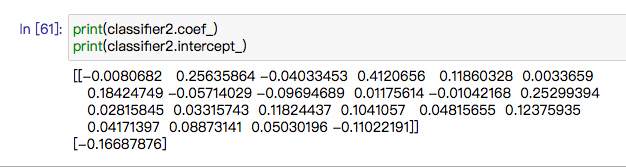 In [61]: print(classifier2.coef_)
print(classifier2.intercept_)
[[-0.0080682 0.25635864 -0.04033453 0.4120656 0.11860328 0.0033659
0.18424749 -0.05714029 -0.09694689 0.01175614 -0.01042168 0.25299394
0.02815845 0.03315743 0.11824437 0.1041057 0.04815655 0.12375935
0.04171397 0.08873141 0.05030196 -0.11022191]]
[-0.16687876]